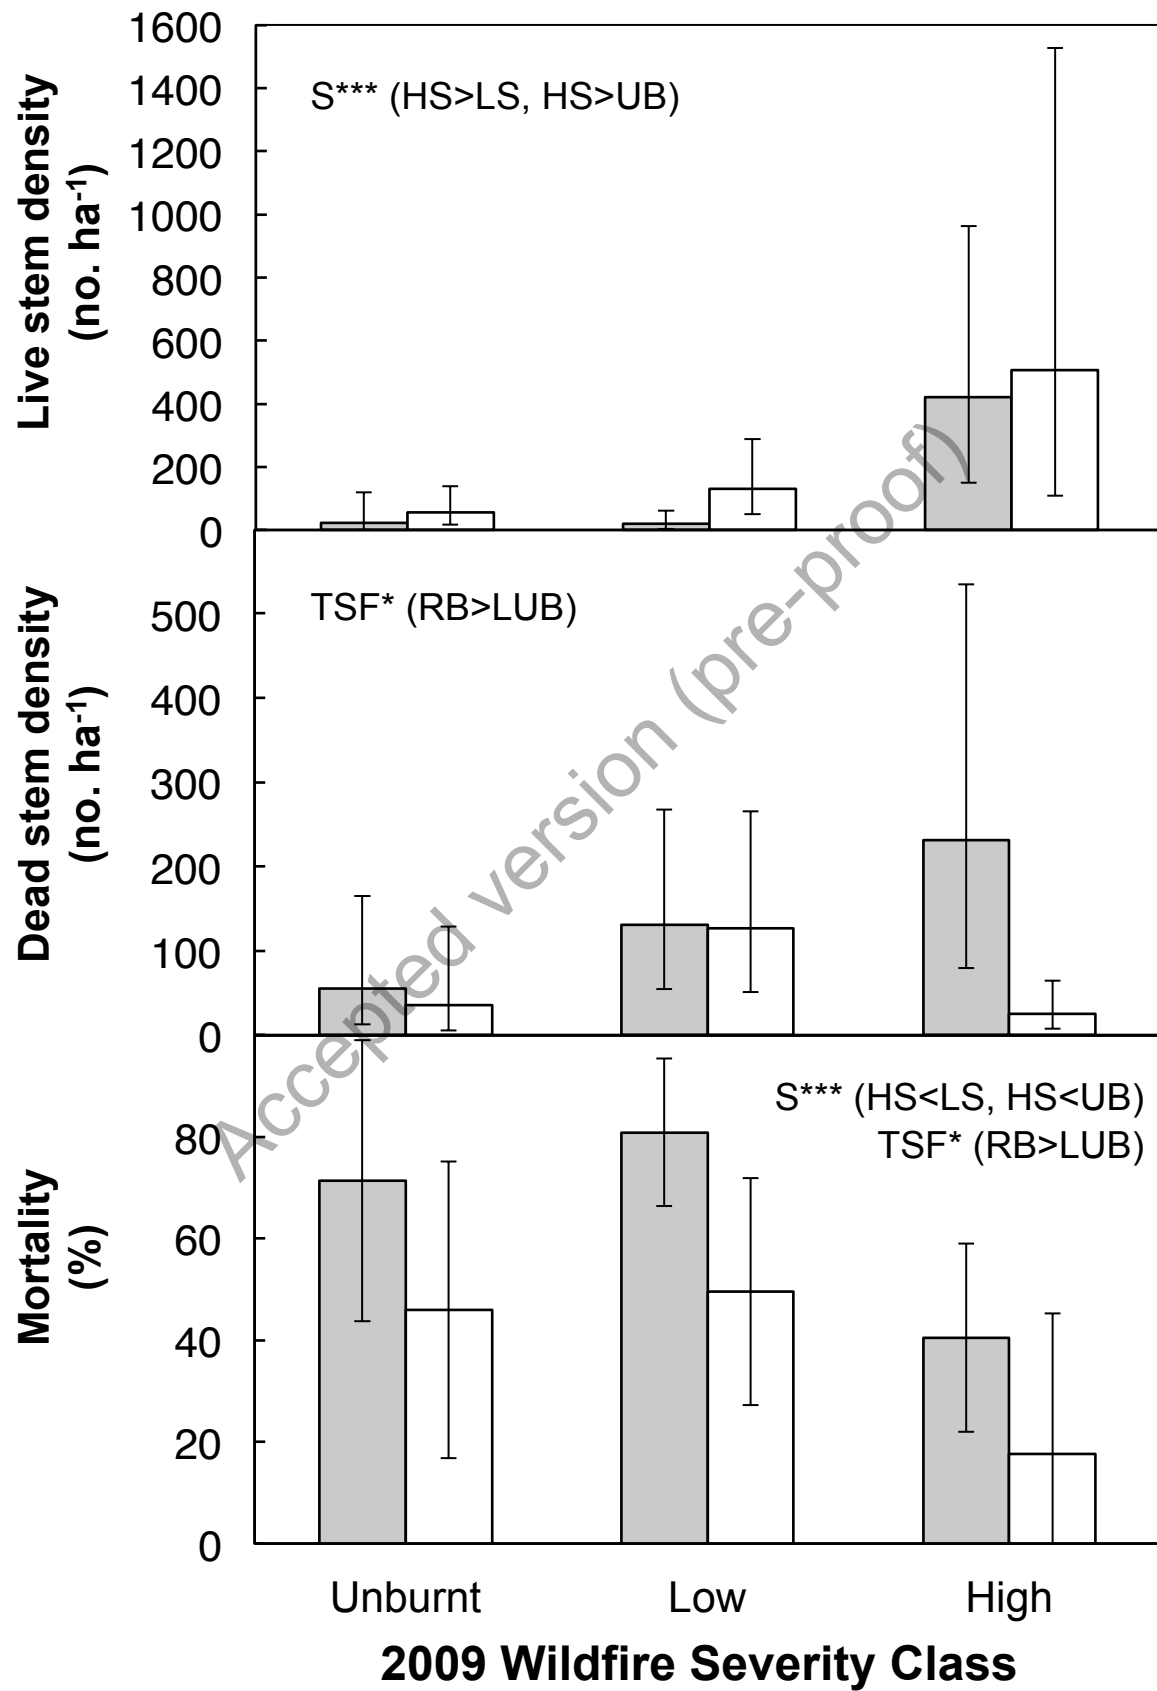 Live stem density
(no. ha-1)
1600
1400
1200
1000
800
600
400
200
0
S*** (HS>LS, HS>UB)
Dead stem density
(no. ha-1)
500
400
300
200
100
0
TSF* (RB>LUB)
Mortality
(%)
80
60
40
20
0
S*** (HS<LS, HS<UB)
TSF* (RB>LUB)
Accepted version (pre-proof)
Unburnt Low High
2009 Wildfire Severity Class